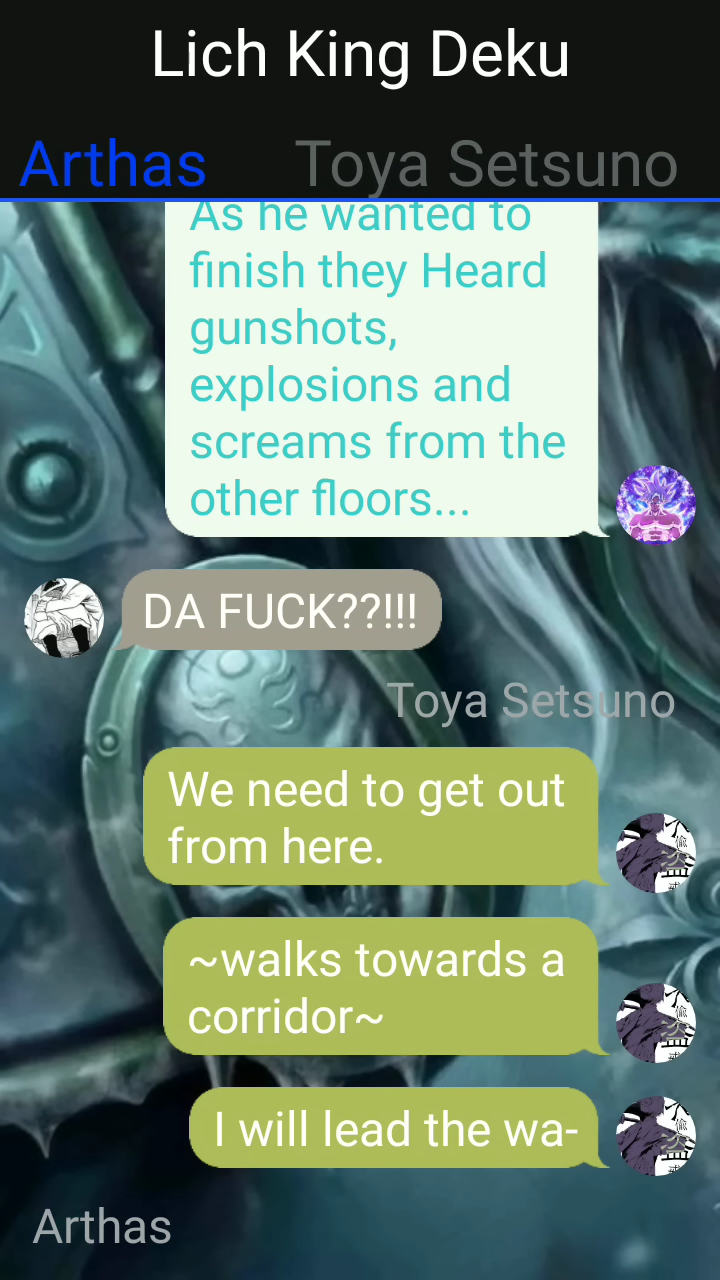 Lich King Deku
Arthas Toya Setsuno
As he wanted to
finish they Heard
gunshots,
explosions and
screams from the
other floors...
DA FUCK??!!!
Toya Setsuno
We need to get out
from here.
~walks towards a
corridor~
I will lead the wa-
Arthas